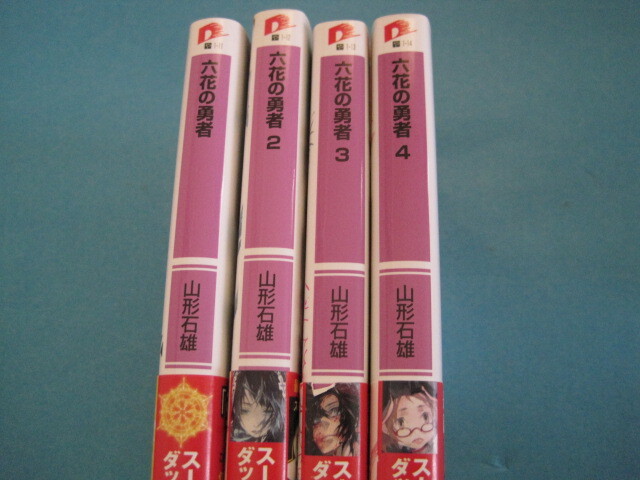 六花の勇者
山形石雄
スー
ダッ
六花の勇者 2
山形石雄
スー
ダッ
六花の勇者 3
山形石雄
ス
ダ
六花の勇者 4
山形石雄
スー
ダッ